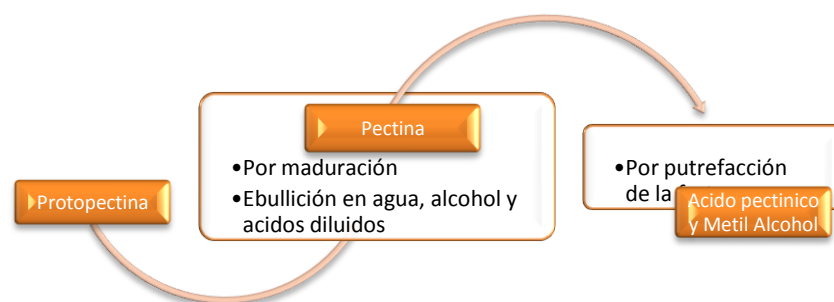 Protopectina
Pectina
•Por maduración
•Ebullición en agua, alcohol y
acidos diluidos
•Por putrefacción
de la
Acido pectinico
y Metil Alcohol